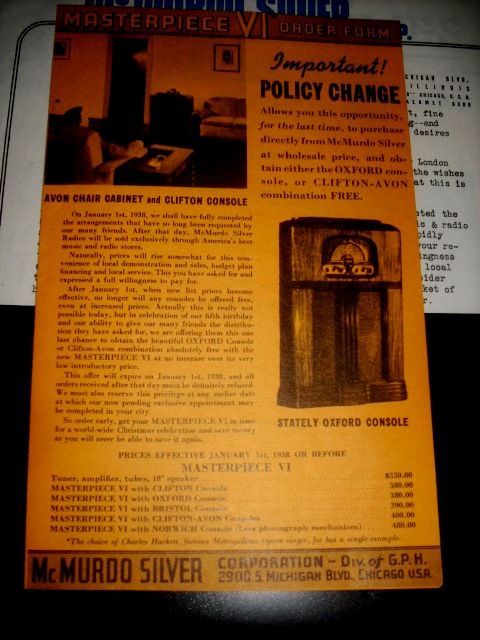 MASTERPIECE VI ORDER FORM
Important!
POLICY CHANGE
Allows you this opportunity,
for the last time, to purchase
directly from McMurdo Silver
at wholesale price, and ob-
tain either the OXFORD con-
sole, or CLIFTON-AVON
combination FREE.
AVON CHAIR CABINET and CLIFTON CONSOLE
On January 1st, 1938, we shall have fully completed
the arrangements that have so long been requested by
our many friends. After that day, McMurdo Silver
Radios will be sold exclusively through America's best
music and radio stores.
Naturally, prices will rise somewhat for this con-
venience of local demonstration and sales, budget plan
financing and local service. This you have asked for and
expressed a full willingness to pay for.
After January 1st, when new list prices become
effective, no longer will any consoles be offered free,
even at increased prices. Actually this is really not
possible today, but in celebration of our fifth birthday
and our ability to give our many friends the distribu-
tion they have asked for, we are offering them this one
last chance to obtain the beautiful OXFORD Console
or Clifton-Avon combination absolutely free with the
new MASTERPIECE VI at no increase over its very
low introductory price.
This offer will expire on January 1st, 1938, and all
orders received after that day must be definitely refused.
We must also reserve this privilege at any earlier date
at which our now pending exclusive appointment may
be completed in your city.
So order early, get your MASTERPIECE VI in time
for a world-wide Christmas celebration and save money
as you will never be able to save it again.
STATELY OXFORD CONSOLE
PRICES EFFECTIVE JANUARY 1st, 1938 OR BEFORE
MASTERPIECE VI
Tuner, amplifier, tubes, 18" speaker $350.00
MASTERPIECE VI with CLIFTON Console 380.00
MASTERPIECE VI with OXFORD Console 380.00
MASTERPIECE VI with BRISTOL Console 390.00
MASTERPIECE VI with CLIFTON-AVON Consoles 400.00
MASTERPIECE VI with NORWICH Console (Less phonograph mechanism) 480.00
*The choice of Charles Hackett, famous Metropolitan Opera singer, for but a single example.
McMURDO SILVER CORPORATION - Div. of G.P.H.
2900 S. MICHIGAN BLVD., CHICAGO U.S.A.
BLVD.
CHICAGO, U.S.A.
fine
and
desires
London
the wishes
at this is
the
& radio
your re-
local